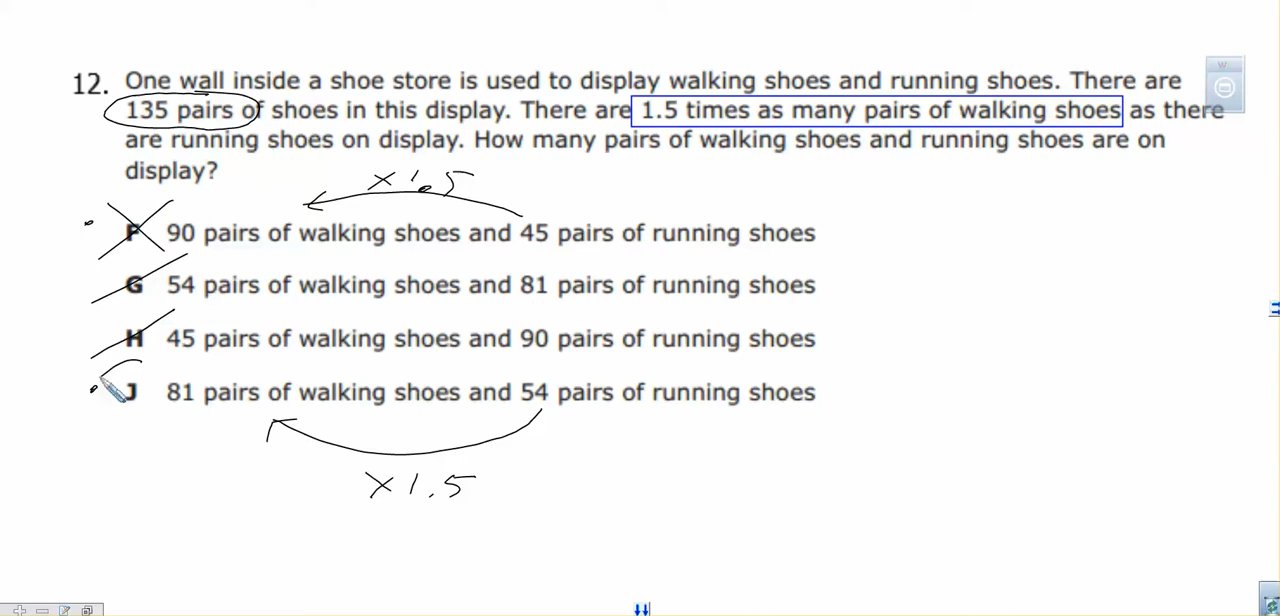 12. One wall inside a shoe store is used to display walking shoes and running shoes. There are
135 pairs of shoes in this display. There are 1.5 times as many pairs of walking shoes as there
are running shoes on display. How many pairs of walking shoes and running shoes are on
display?
×1.5
F 90 pairs of walking shoes and 45 pairs of running shoes
G 54 pairs of walking shoes and 81 pairs of running shoes
H 45 pairs of walking shoes and 90 pairs of running shoes
J 81 pairs of walking shoes and 54 pairs of running shoes
×1.5